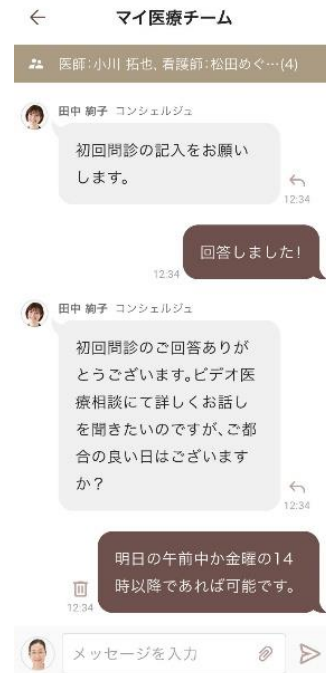 マイ医療チーム
医師:小川 拓也, 看護師:松田めぐ…(4)
田中 絢子 コンシェルジュ
初回問診の記入をお願い
します。
12:34
回答しました!
12:34
田中 絢子 コンシェルジュ
初回問診のご回答ありが
とうございます。ビデオ医
療相談にて詳しくお話し
を聞きたいのですが、ご都
合の良い日はございます
か?
12:34
明日の午前中か金曜の14
時以降であれば可能です。
12:34
メッセージを入力